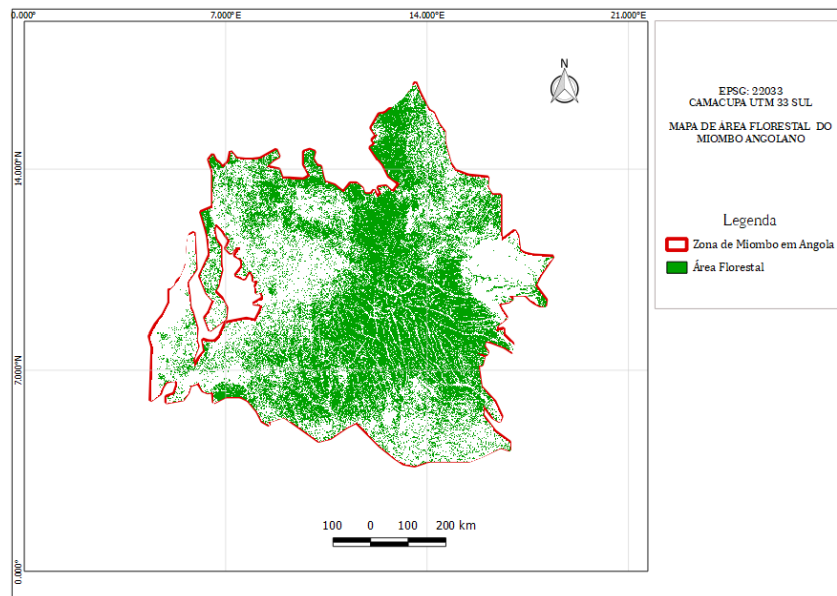 0.000°
7.000°E
14.000°E
21.000°E
N
14.000°N
7.000°N
0.000°
100 0 100 200 km
EPSG: 22033
CAMACUPA UTM 33 SUL
MAPA DE ÁREA FLORESTAL DO
MIOMBO ANGOLANO
Legenda
Zona de Miombo em Angola
Área Florestal